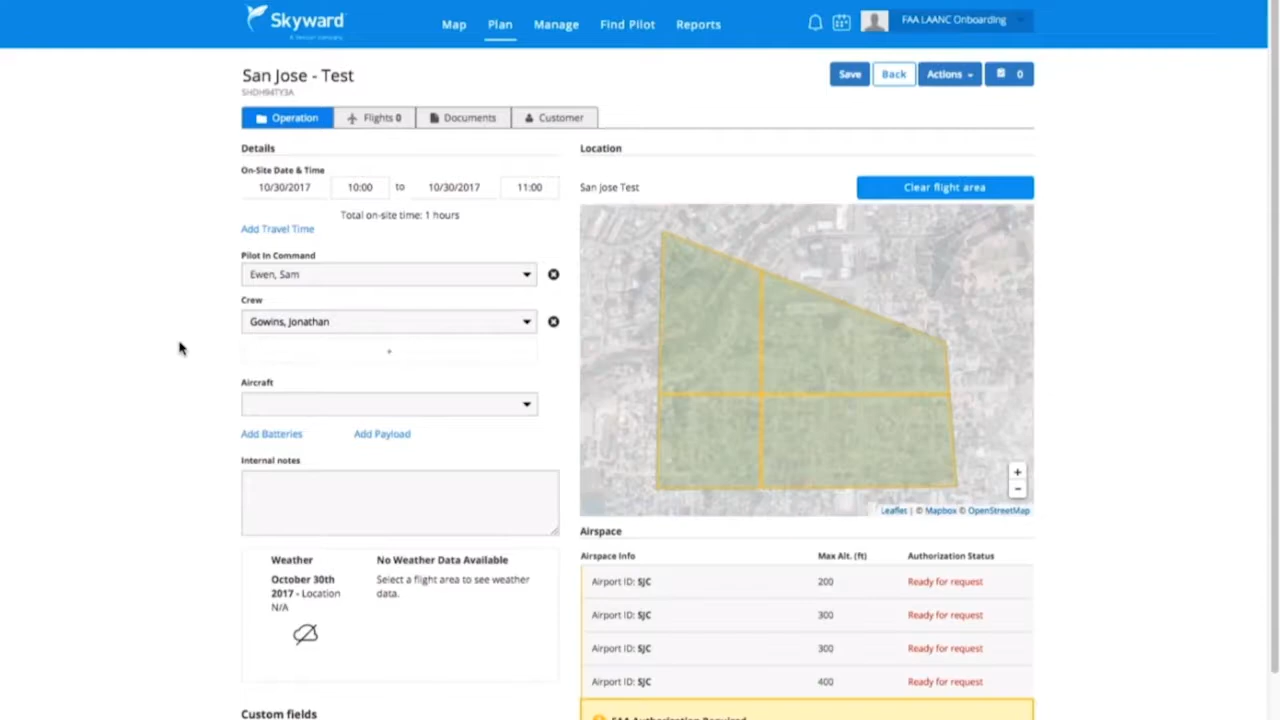 Skyward
Map Plan Manage Find Pilot Reports
FAA LAANC Onboarding
San Jose - Test
Save Back Actions 0
Operation Flights 0 Documents Customer
Details
On-Site Date & Time
10/30/2017 10:00 to 10/30/2017 11:00
Total on-site time: 1 hours
Add Travel Time
Pilot In Command
Ewen, Sam
Crew
Gowins, Jonathan
+
Aircraft
Add Batteries Add Payload
Internal notes
Weather
October 30th
2017 - Location
N/A
No Weather Data Available
Select a flight area to see weather
data.
Custom fields
Location
San Jose Test
Clear flight area
+
−
Leaflet | © Mapbox © OpenStreetMap
Airspace
Airspace Info Max Alt. (ft) Authorization Status
Airport ID: SJC 200 Ready for request
Airport ID: SJC 300 Ready for request
Airport ID: SJC 300 Ready for request
Airport ID: SJC 400 Ready for request
FAA Authorization Required